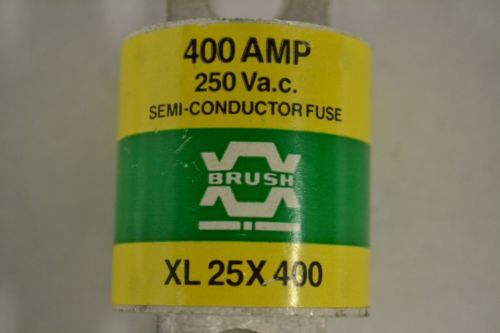 400 AMP
250 Va.c.
SEMI-CONDUCTOR FUSE
BRUSH
XL 25X 400